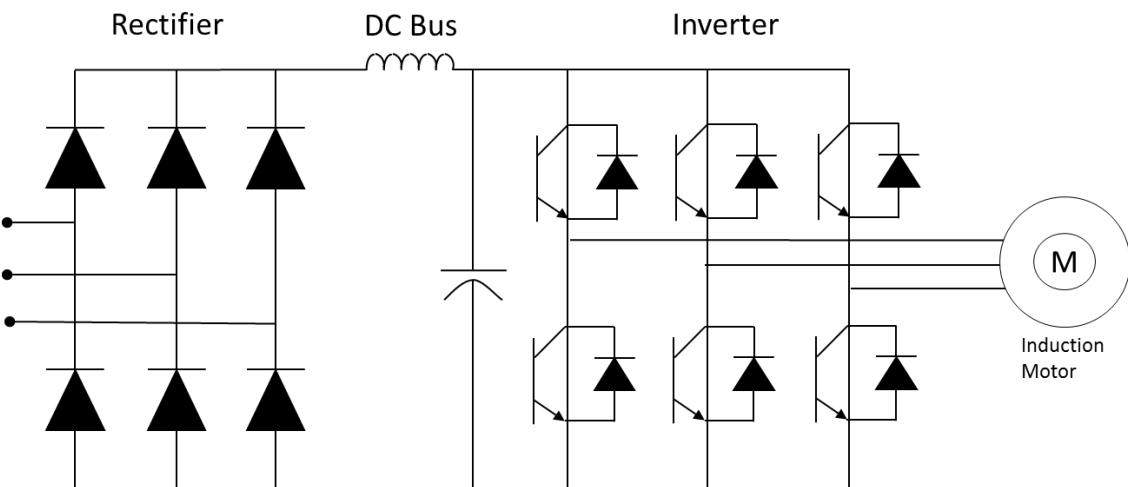 Rectifier
DC Bus
Inverter
M
Induction
Motor